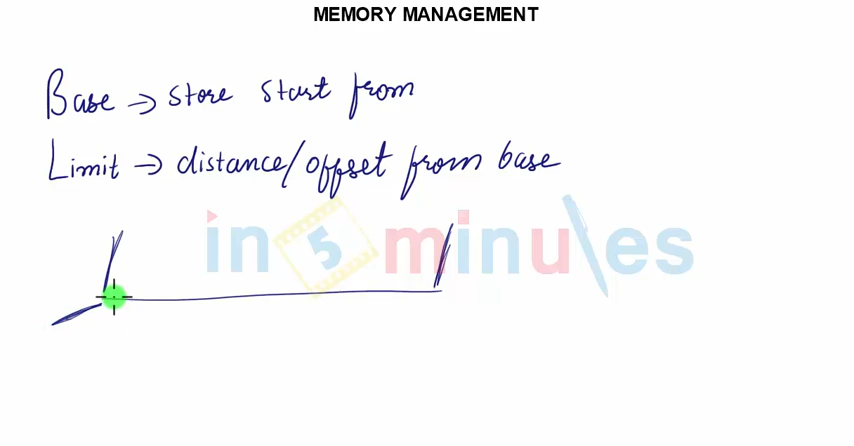 MEMORY MANAGEMENT
Base → store start from
Limit → distance/offset from base
in 5 minutes